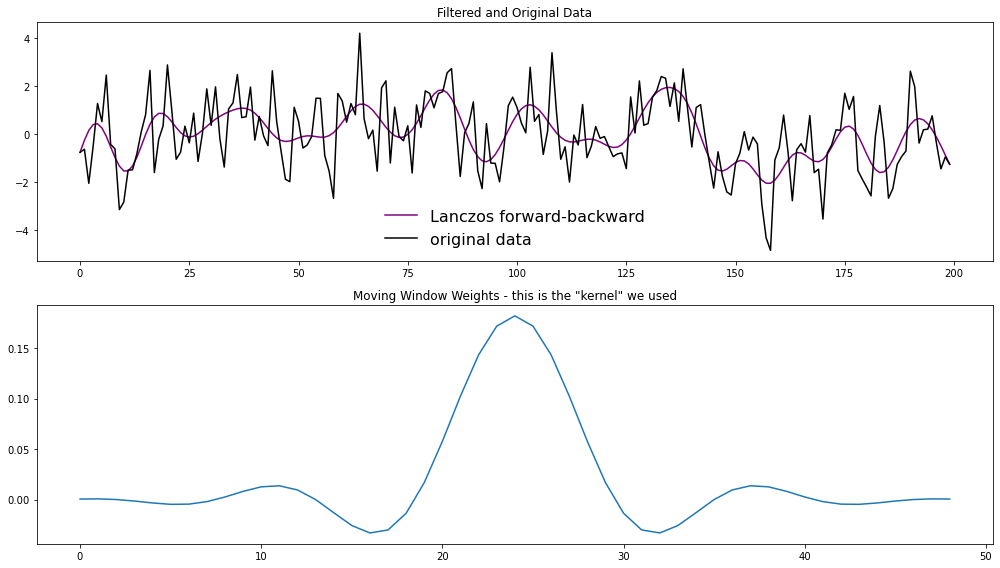 Filtered and Original Data
4
2
0
−2
−4
Lanczos forward-backward
original data
0 25 50 75 100 125 150 175 200
Moving Window Weights - this is the "kernel" we used
0.15
0.10
0.05
0.00
0 10 20 30 40 50